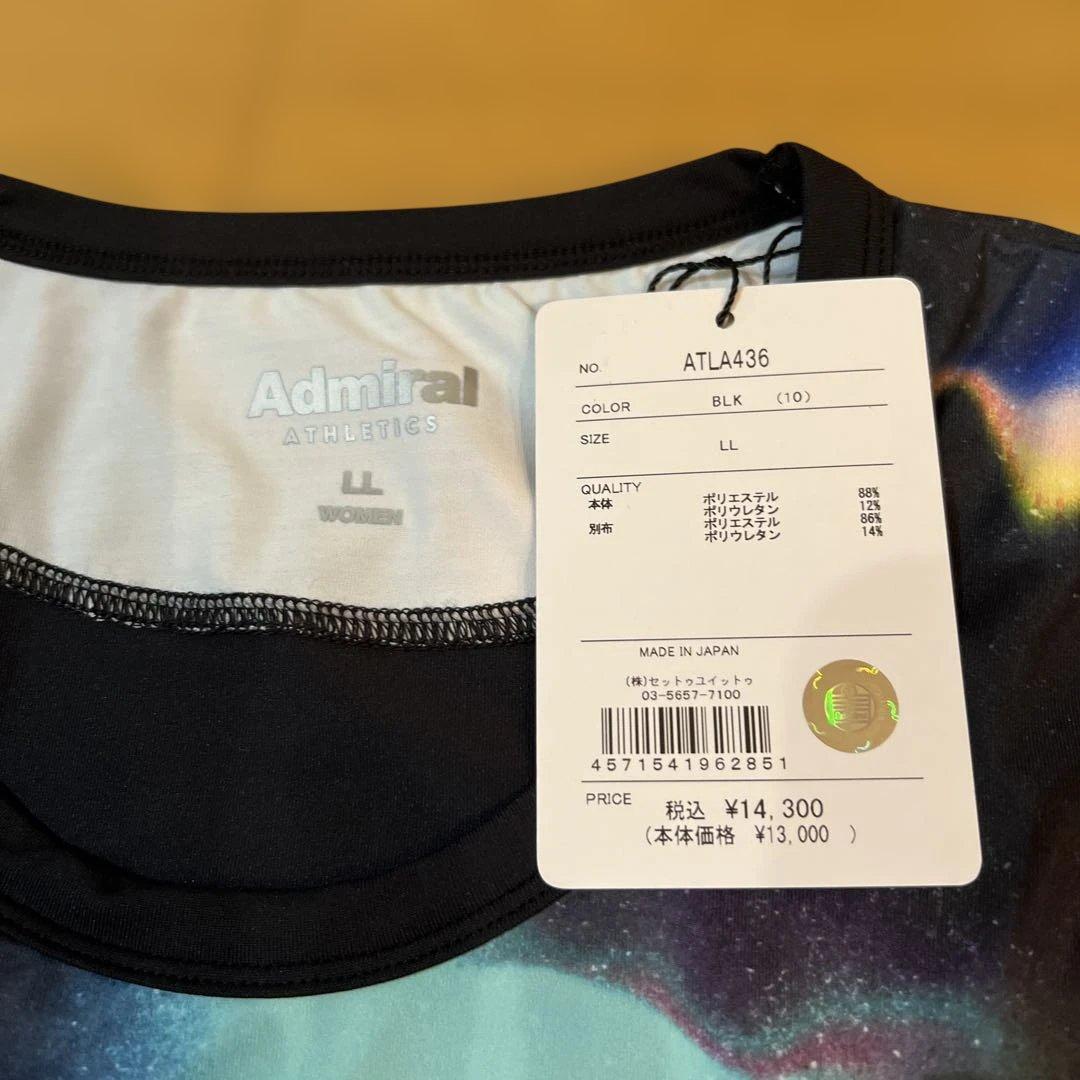 Admiral
ATHLETICS
LL
WOMEN
NO. ATLA436
COLOR BLK (10)
SIZE LL
QUALITY
本体 ポリエステル 88%
ポリウレタン 12%
別布 ポリエステル 86%
ポリウレタン 14%
MADE IN JAPAN
(株)セットゥユイットゥ
03-5657-7100
4571541962851
PRICE 税込 ¥14,300
(本体価格 ¥13,000 )